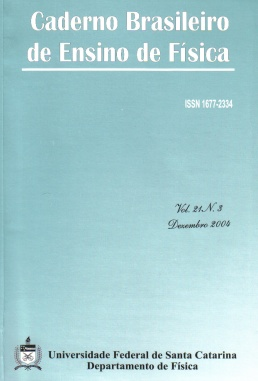 Caderno Brasileiro
de Ensino de Física
ISSN 1677-2334
Vol. 21 N. 3
Dezembro 2004
Universidade Federal de Santa Catarina
Departamento de Física